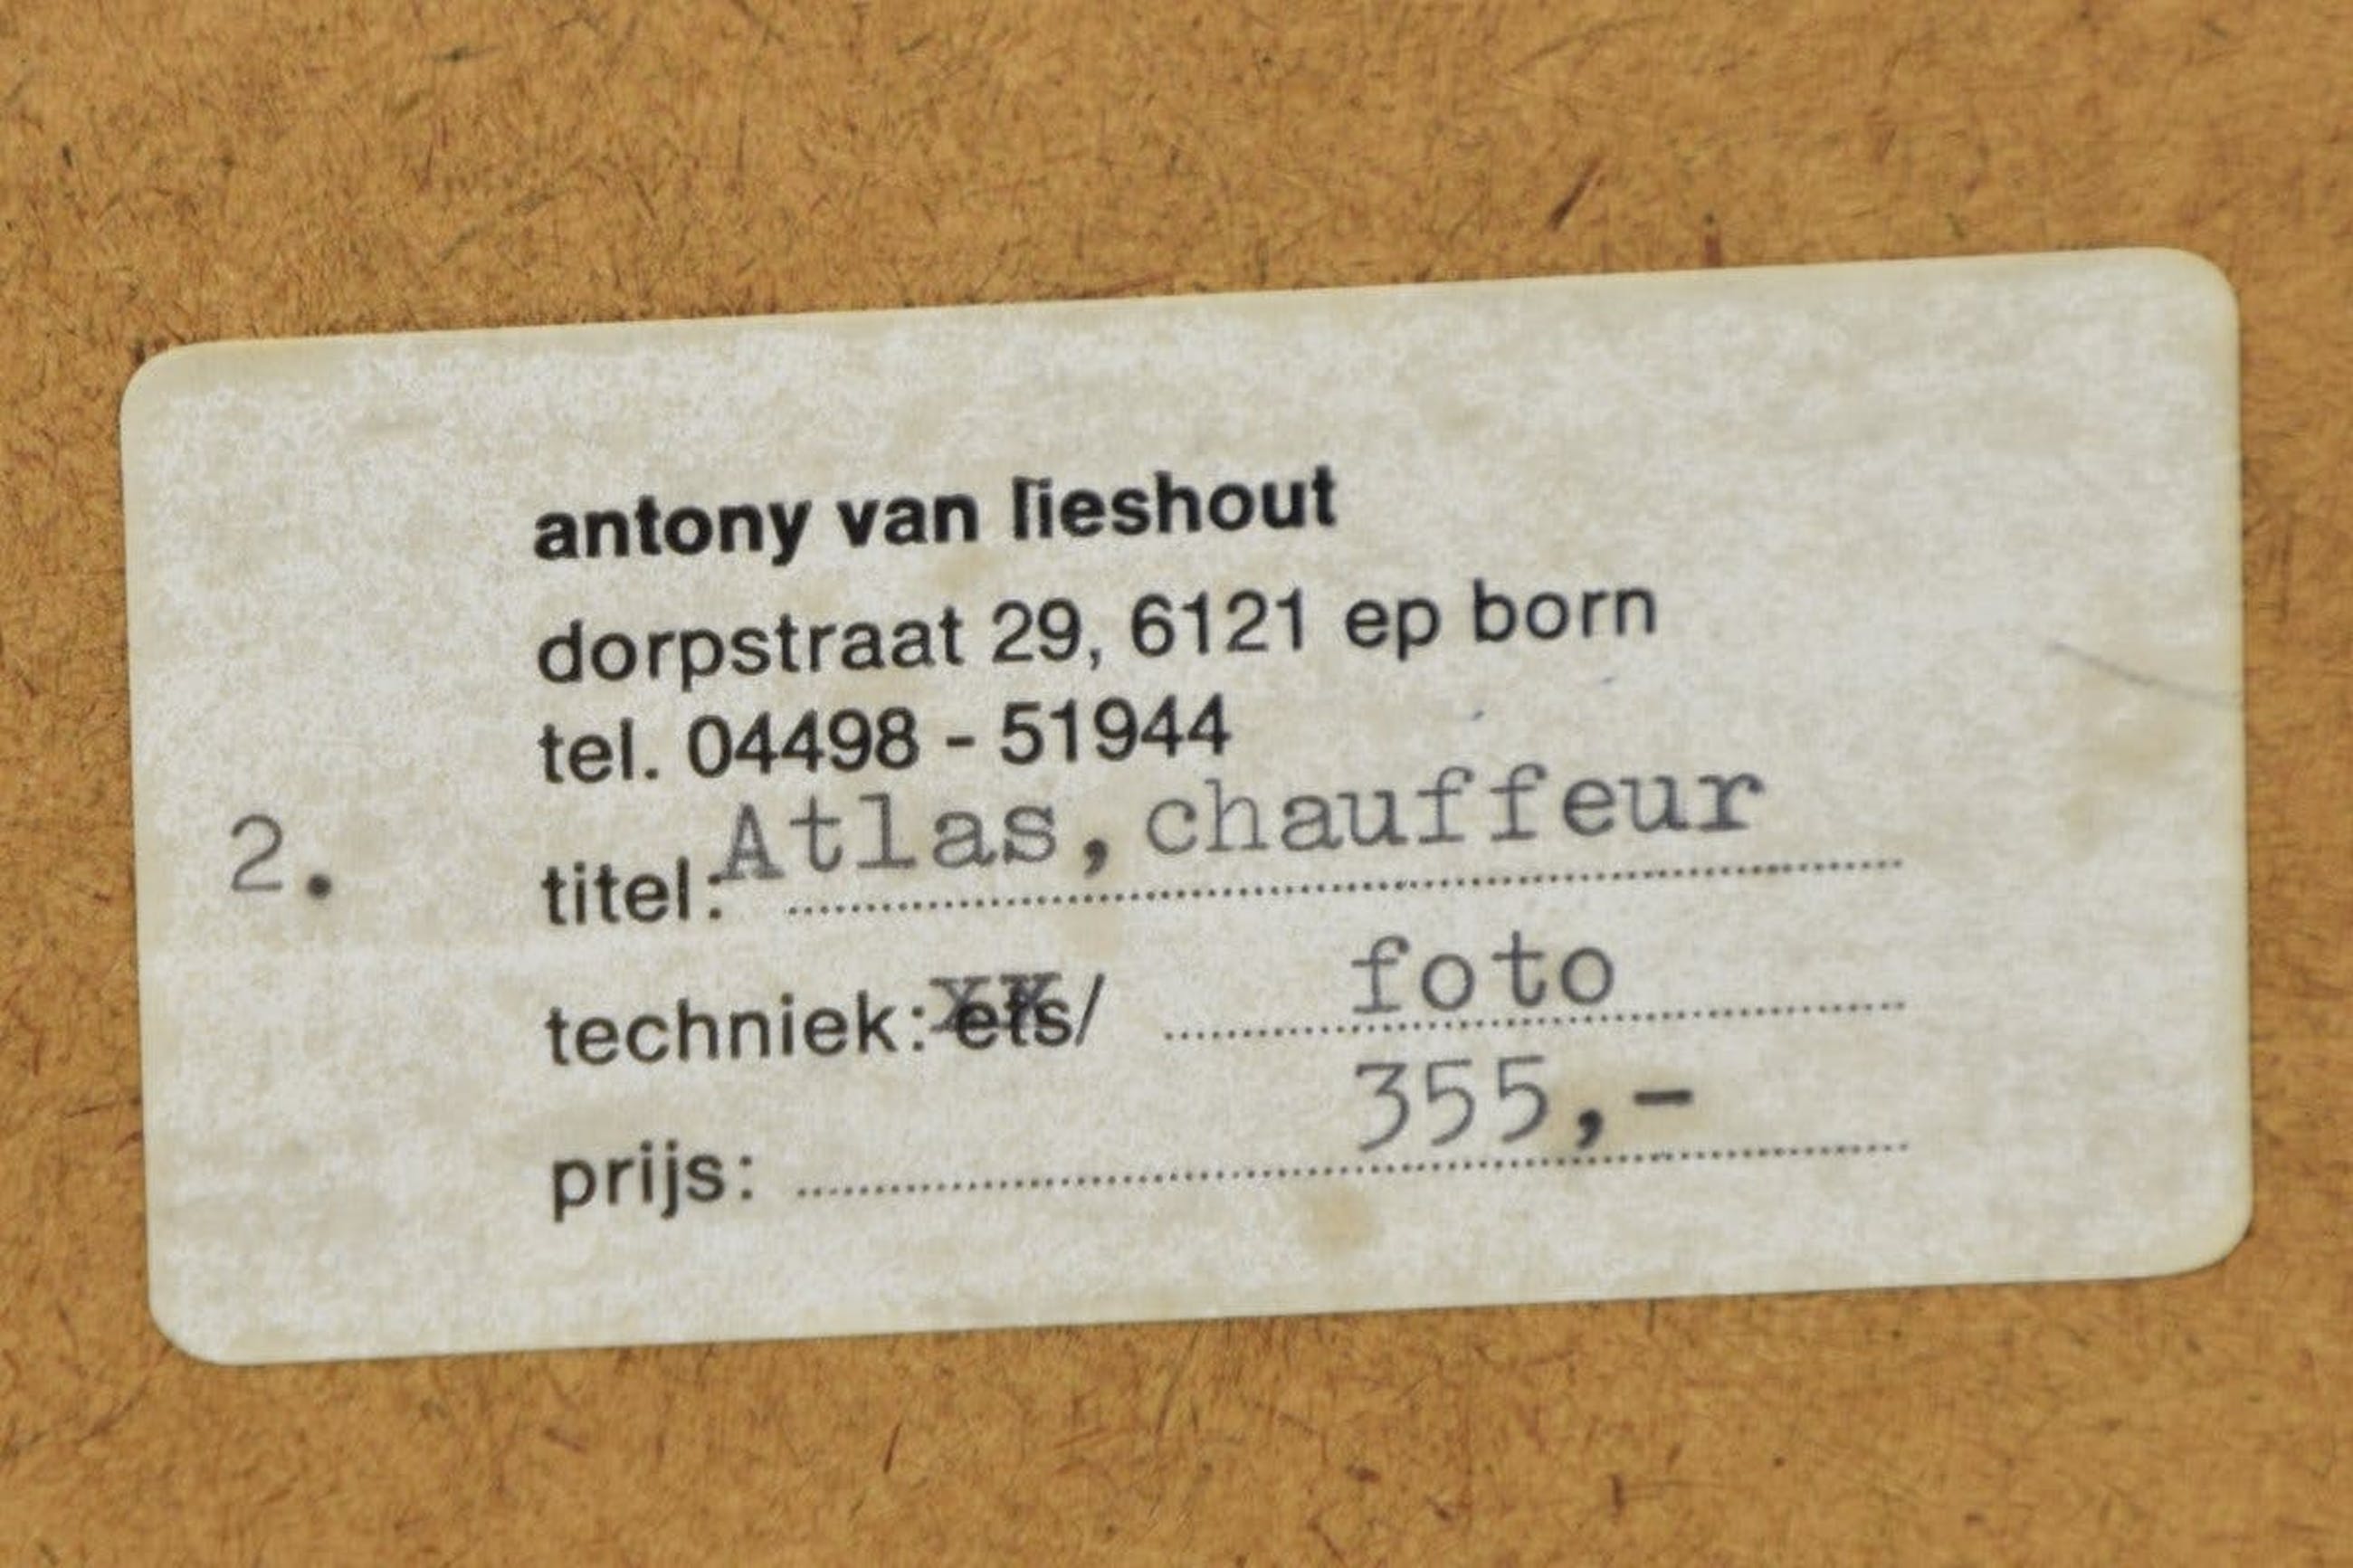 antony van lieshout
dorpstraat 29, 6121 ep born
tel. 04498 - 51944
2. titel: Atlas, chauffeur
techniek: ets/ foto
prijs: 355,-